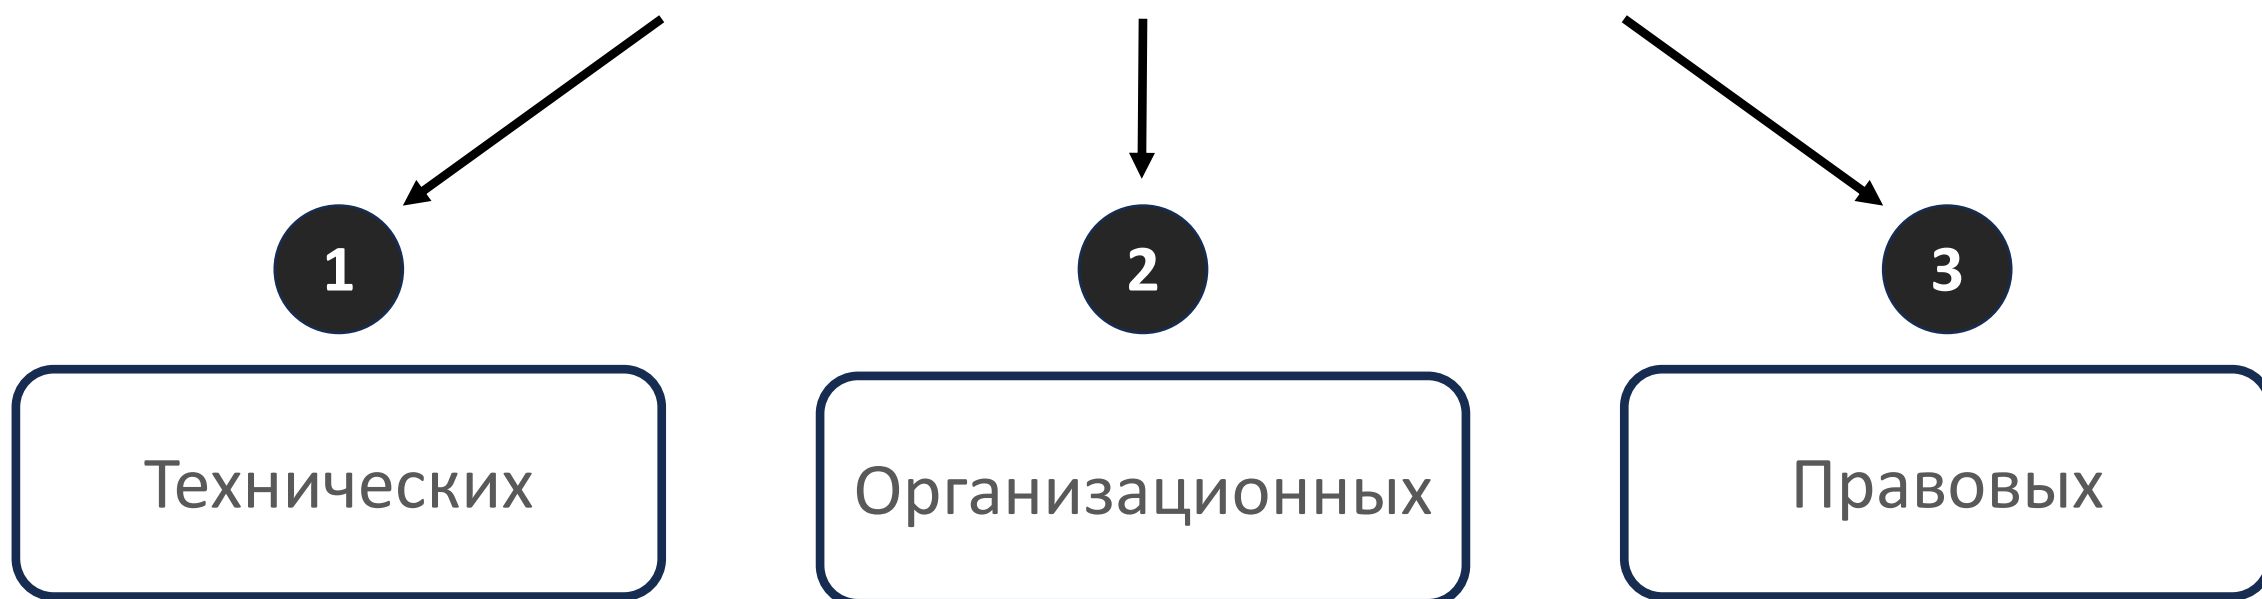 1
2
3
Технических
Организационных
Правовых